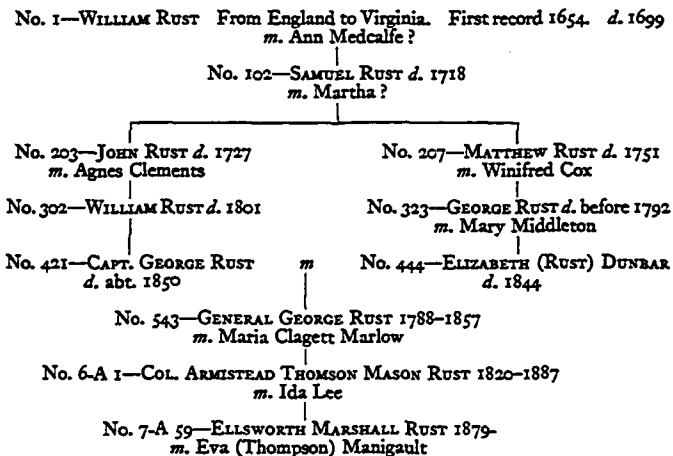 No. 1—William Rust From England to Virginia. First record 1654. d. 1699
m. Ann Medcalfe ?
No. 102—Samuel Rust d. 1718
m. Martha ?
No. 203—John Rust d. 1727
m. Agnes Clements
No. 207—Matthew Rust d. 1751
m. Winifred Cox
No. 302—William Rust d. 1801
No. 323—George Rust d. before 1792
m. Mary Middleton
No. 421—Capt. George Rust
d. abt. 1850
m
No. 444—Elizabeth (Rust) Dunbar
d. 1844
No. 543—General George Rust 1788-1857
m. Maria Clagett Marlow
No. 6-A 1—Col. Armistead Thomson Mason Rust 1820-1887
m. Ida Lee
No. 7-A 59—Ellsworth Marshall Rust 1879-
m. Eva (Thompson) Manigault